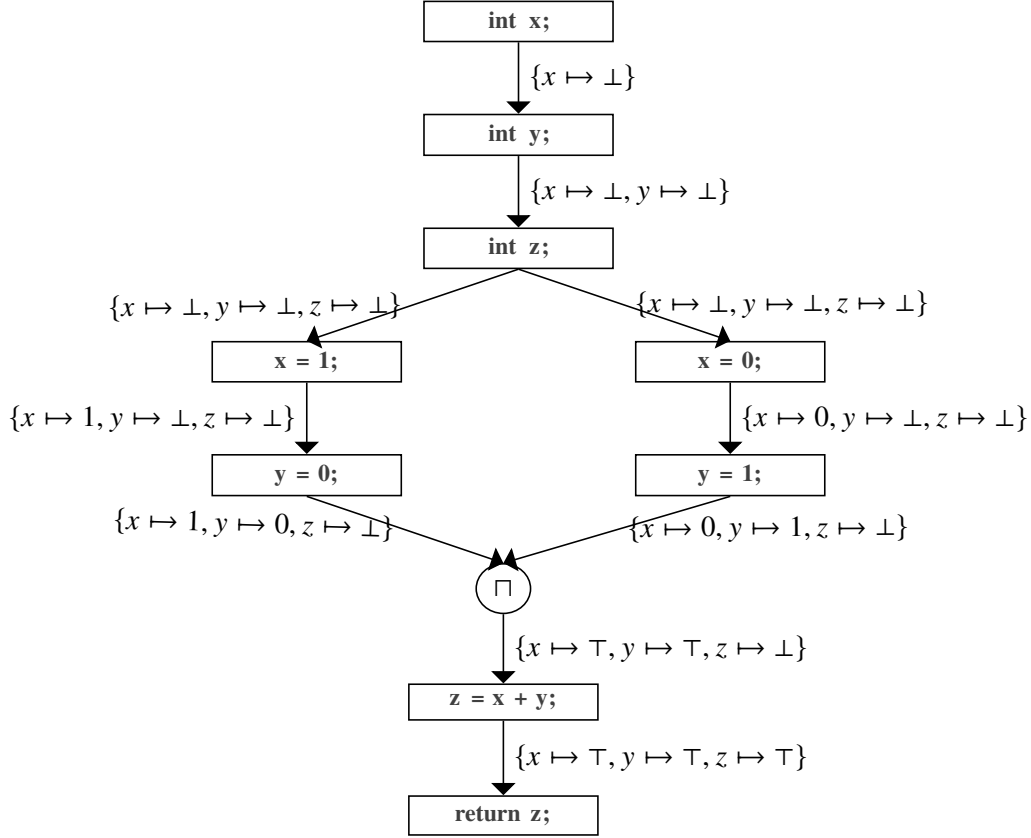 int x;
{x ↦ ⊥}
int y;
{x ↦ ⊥, y ↦ ⊥}
int z;
{x ↦ ⊥, y ↦ ⊥, z ↦ ⊥}
{x ↦ ⊥, y ↦ ⊥, z ↦ ⊥}
x = 1;
x = 0;
{x ↦ 1, y ↦ ⊥, z ↦ ⊥}
{x ↦ 0, y ↦ ⊥, z ↦ ⊥}
y = 0;
y = 1;
{x ↦ 1, y ↦ 0, z ↦ ⊥}
{x ↦ 0, y ↦ 1, z ↦ ⊥}
⊓
{x ↦ ⊤, y ↦ ⊤, z ↦ ⊥}
z = x + y;
{x ↦ ⊤, y ↦ ⊤, z ↦ ⊤}
return z;